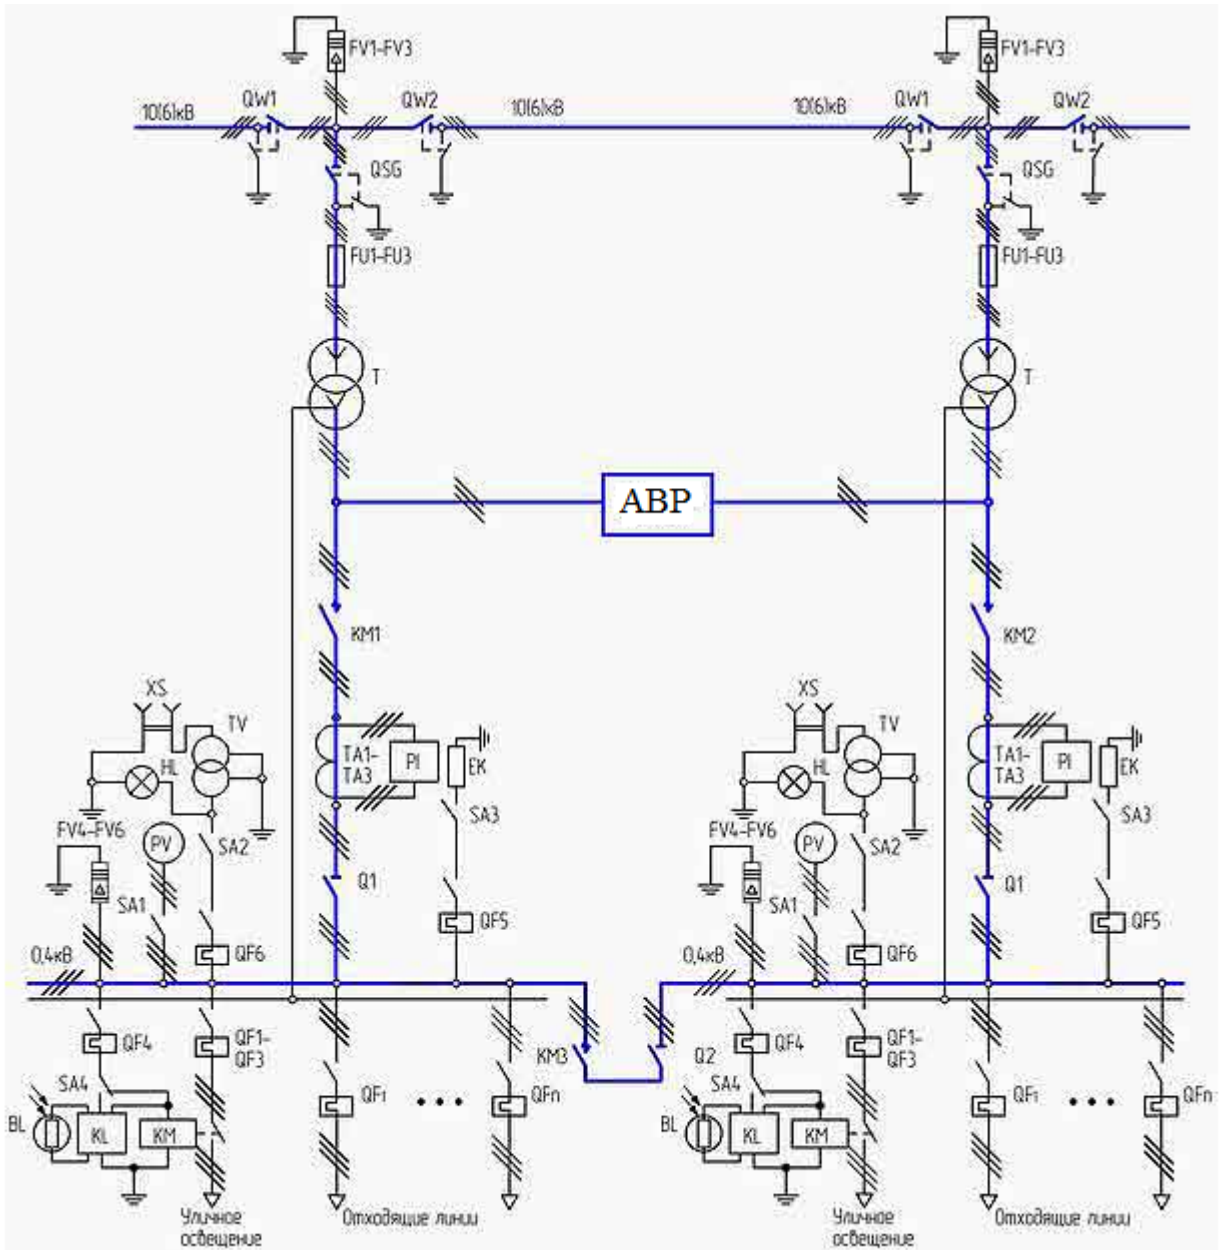 FV1-FV3
FV1-FV3
10(6)кВ
QW1
QW2
10(6)кВ
10(6)кВ
QW1
QW2
QSG
QSG
FU1-FU3
FU1-FU3
T
T
АВР
KM1
KM2
XS
TV
HL
TA1-
TA3
PI
EK
SA3
XS
TV
HL
TA1-
TA3
PI
EK
SA3
FV4-FV6
PV
SA2
SA1
Q1
QF5
QF6
FV4-FV6
PV
SA2
SA1
Q1
QF5
QF6
0,4кВ
0,4кВ
QF4
QF1-
QF3
KM3
Q2
QF4
QF1-
QF3
SA4
BL
KL
KM
QF1
• • •
QFn
SA4
BL
KL
KM
QF1
• • •
QFn
Уличное
освещение
Отходящие линии
Уличное
освещение
Отходящие линии